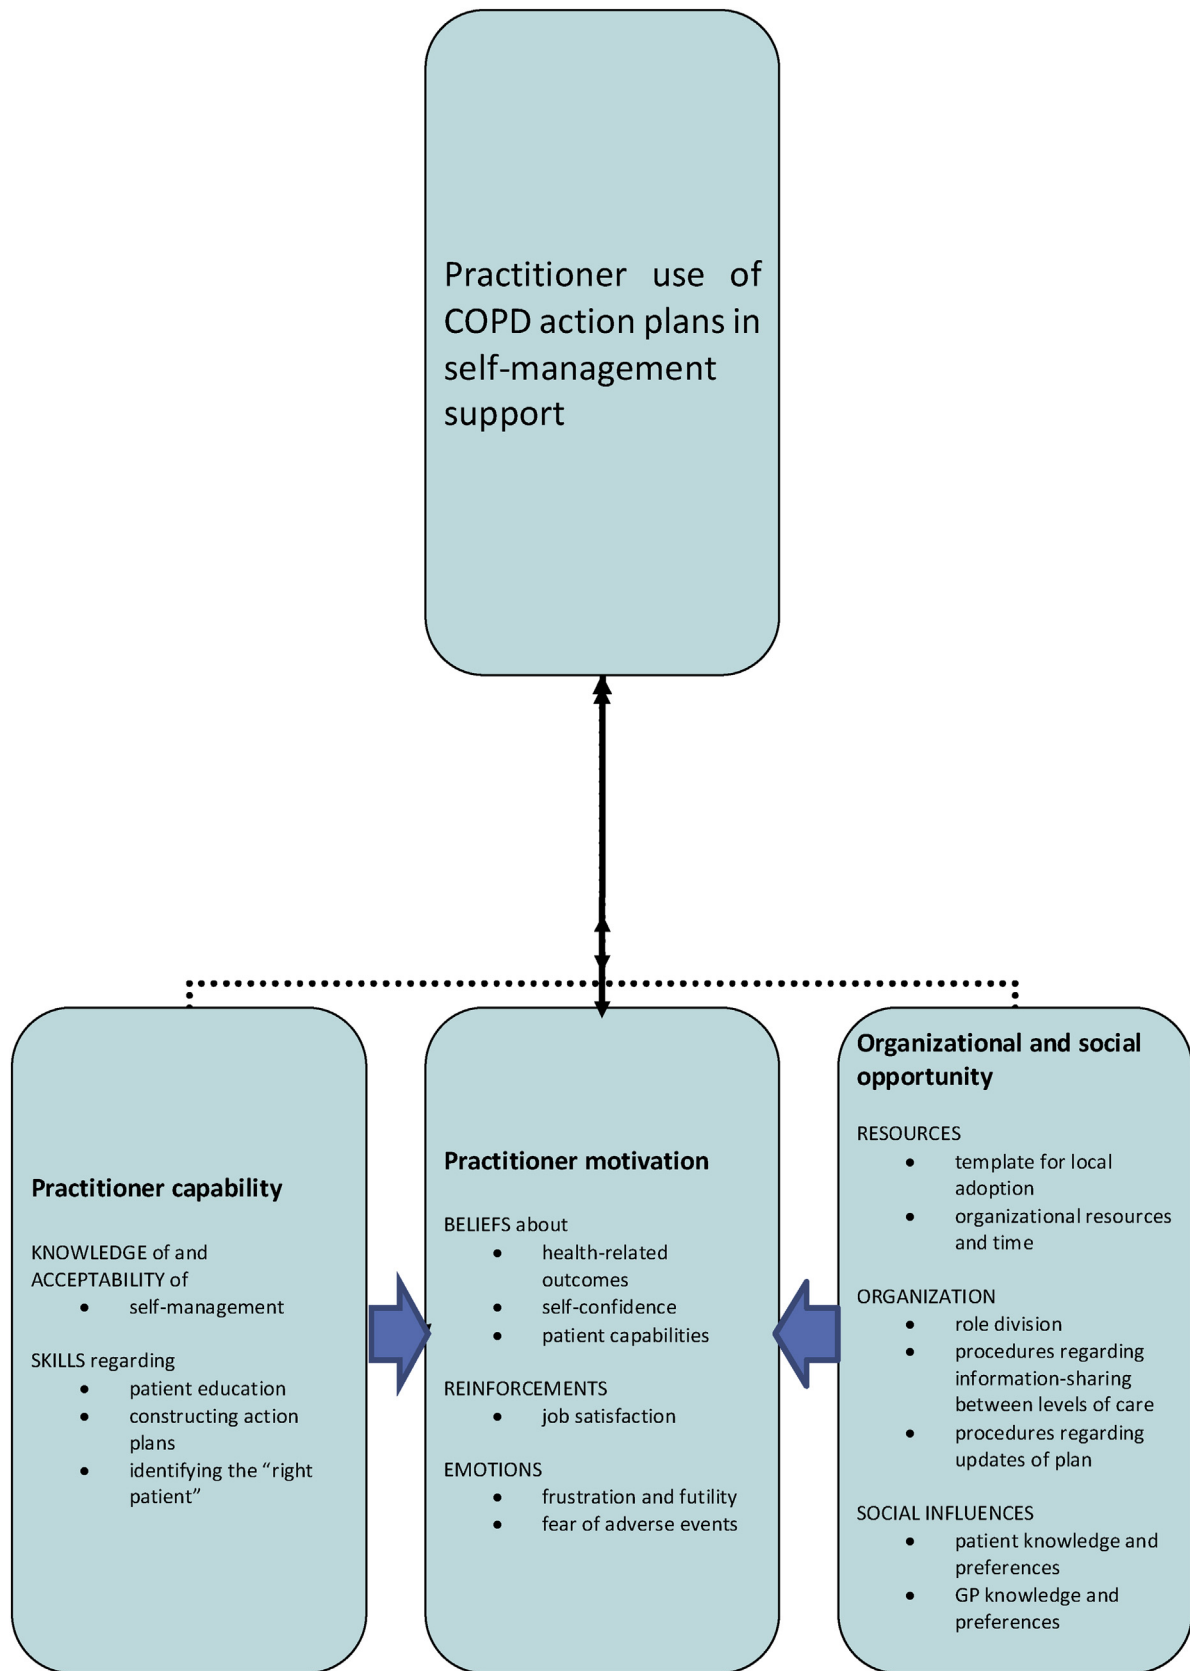 Practitioner use of
COPD action plans in
self-management
support
Practitioner capability
KNOWLEDGE of and
ACCEPTABILITY of
• self-management
SKILLS regarding
• patient education
• constructing action
plans
• identifying the “right
patient”
Practitioner motivation
BELIEFS about
• health-related
outcomes
• self-confidence
• patient capabilities
REINFORCEMENTS
• job satisfaction
EMOTIONS
• frustration and futility
• fear of adverse events
Organizational and social
opportunity
RESOURCES
• template for local
adoption
• organizational resources
and time
ORGANIZATION
• role division
• procedures regarding
information-sharing
between levels of care
• procedures regarding
updates of plan
SOCIAL INFLUENCES
• patient knowledge and
preferences
• GP knowledge and
preferences